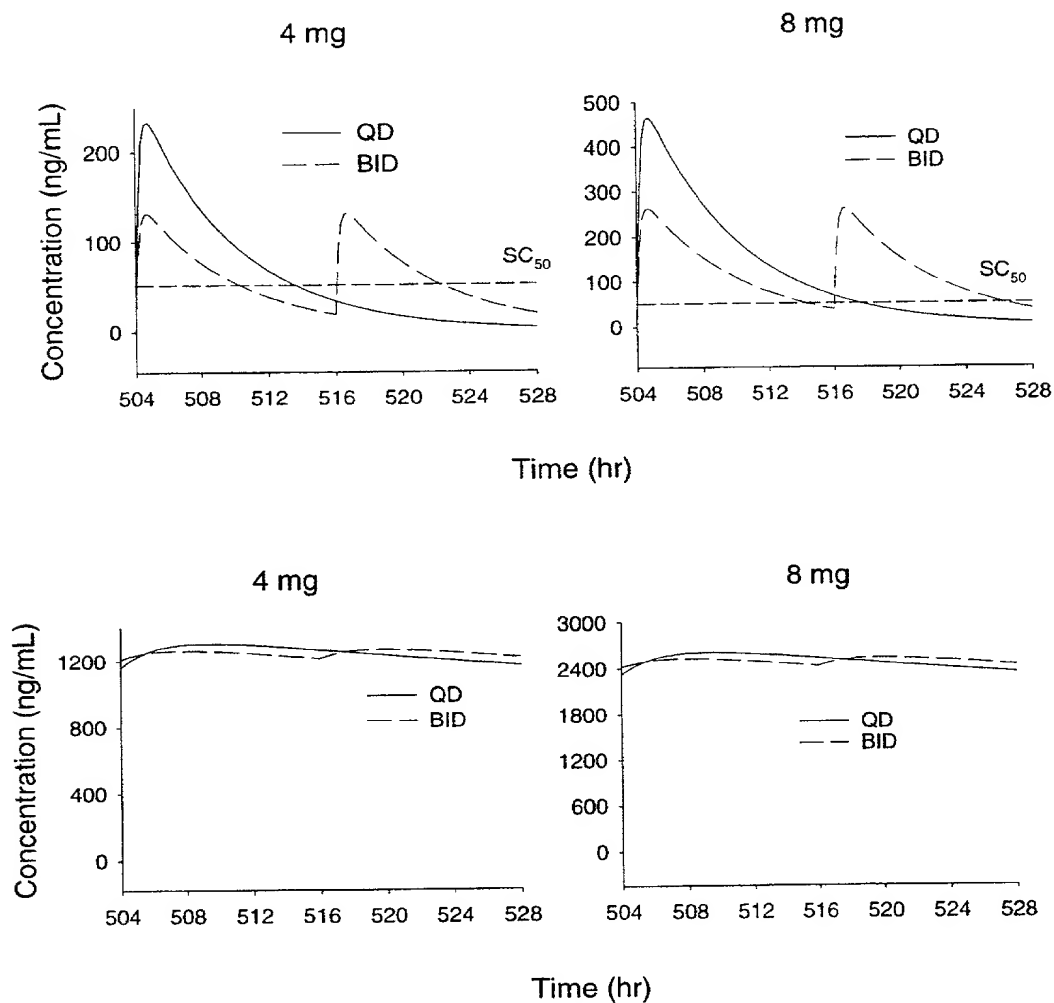 4 mg
8 mg
Concentration (ng/mL)
200
100
0
QD
BID
SC50
504 508 512 516 520 524 528
500
400
300
200
100
0
QD
BID
SC50
504 508 512 516 520 524 528
Time (hr)
4 mg
8 mg
Concentration (ng/mL)
1200
800
400
0
QD
BID
504 508 512 516 520 524 528
3000
2400
1800
1200
600
0
QD
BID
504 508 512 516 520 524 528
Time (hr)